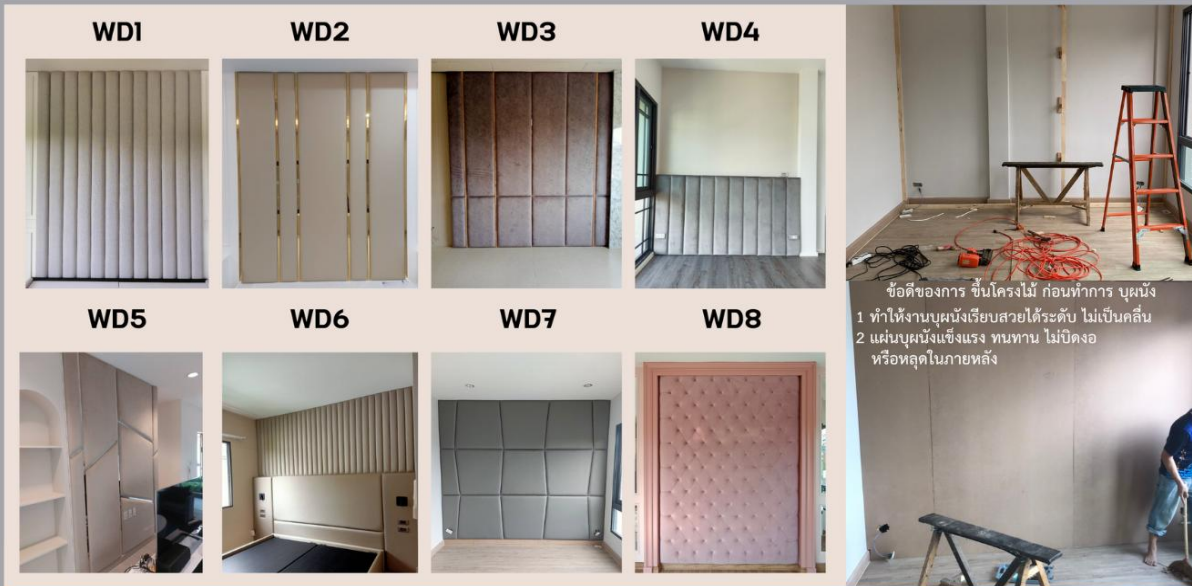 WD1
WD2
WD3
WD4
WD5
WD6
WD7
WD8
ข้อดีของการ ขึ้นโครงไม้ ก่อนทำการ บุผนัง
1 ทำให้งานบุผนังเรียบสวยได้ระดับ ไม่เป็นคลื่น
2 แผ่นบุผนังแข็งแรง ทนทาน ไม่บิดงอ
หรือหลุดในภายหลัง